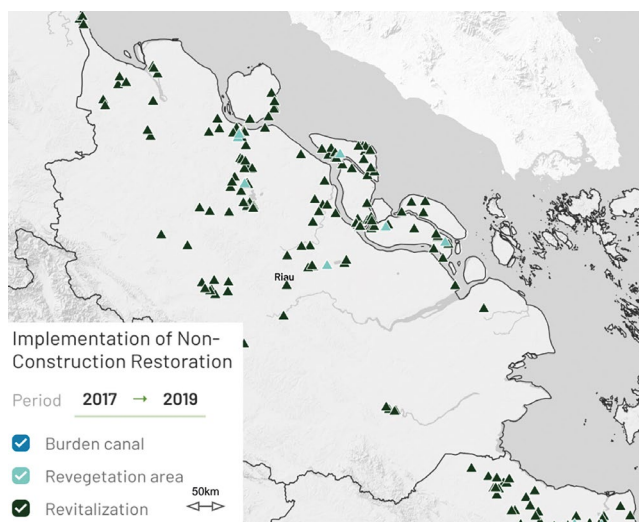 Riau
Implementation of Non-
Construction Restoration
Period 2017 → 2019
Burden canal
Revegetation area
50km
Revitalization